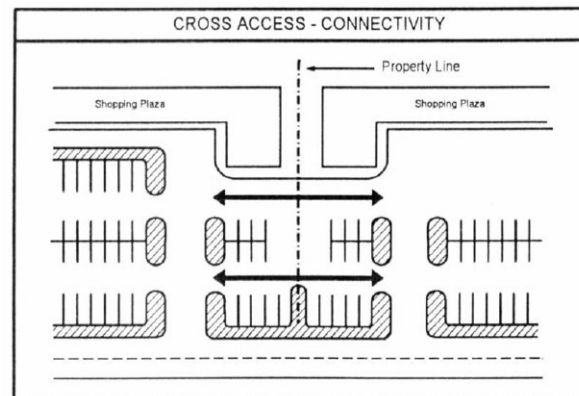 CROSS ACCESS - CONNECTIVITY
Property Line
Shopping Plaza
Shopping Plaza